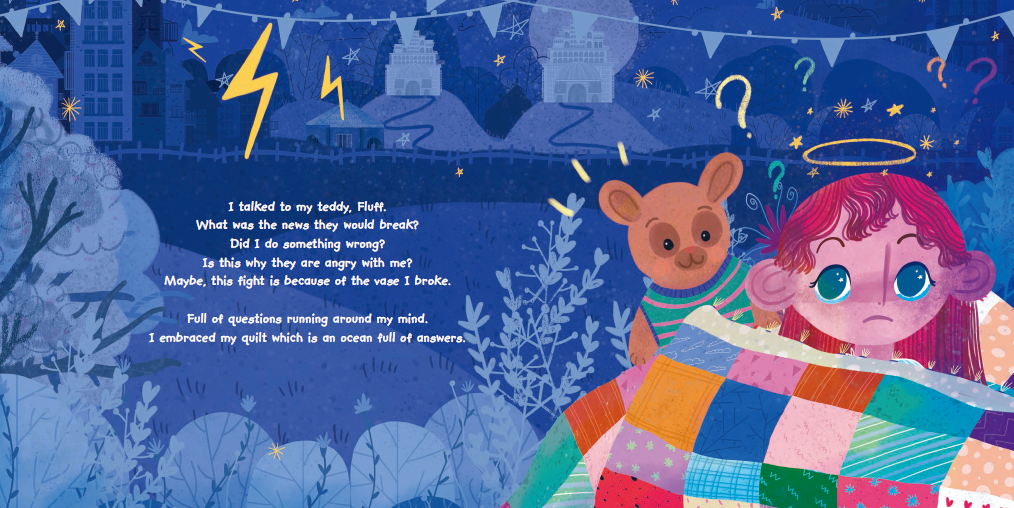 I talked to my teddy, Fluff.
What was the news they would break?
Did I do something wrong?
Is this why they are angry with me?
Maybe, this fight is because of the vase I broke.
Full of questions running around my mind.
I embraced my quilt which is an ocean full of answers.